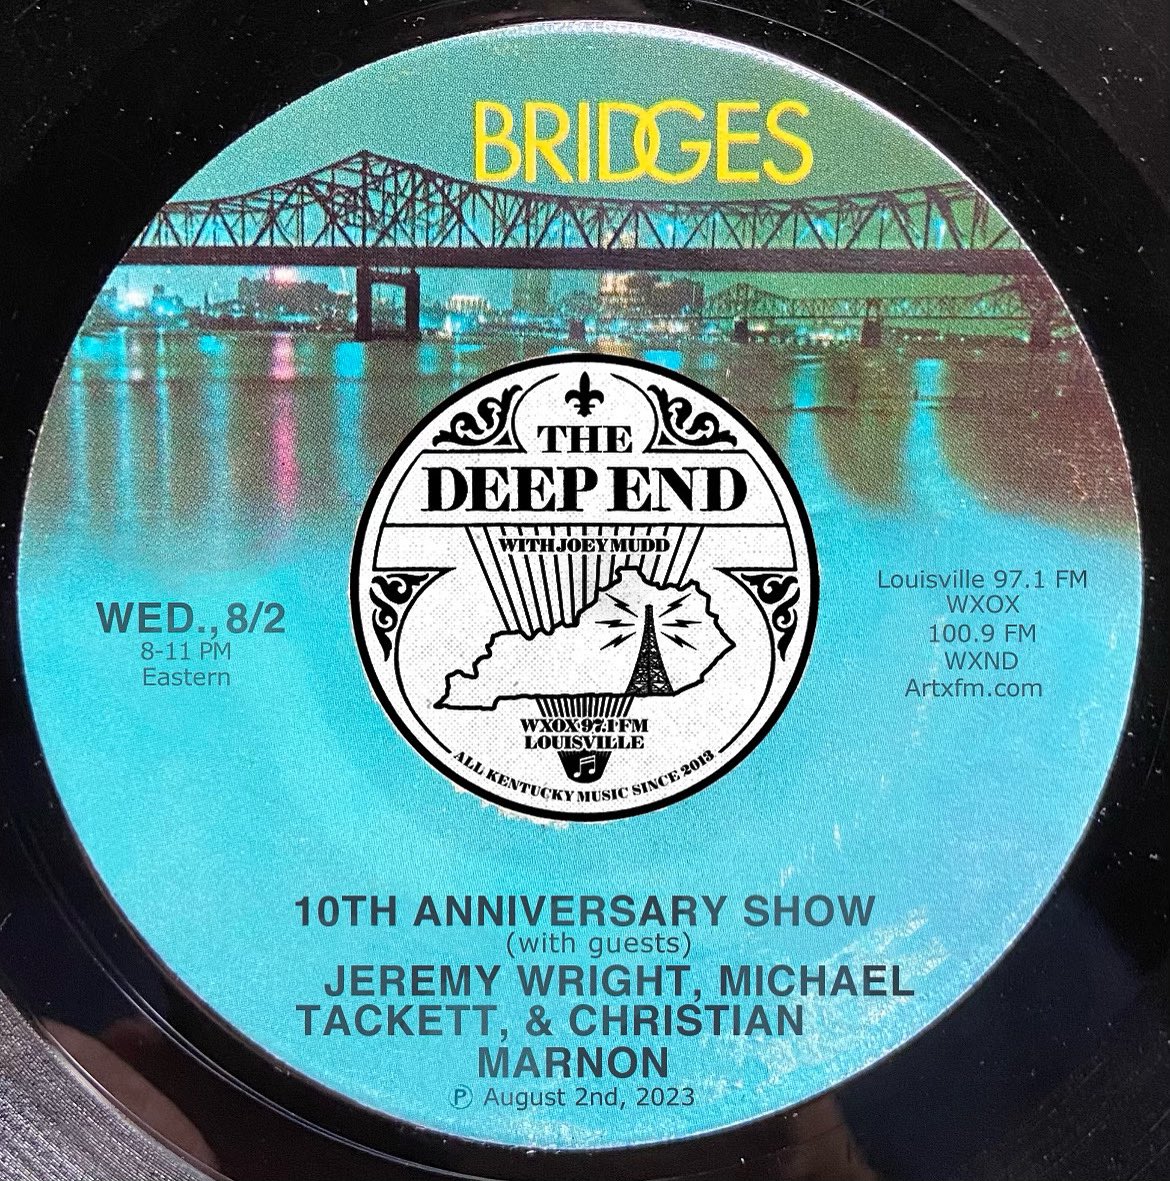 BRIDGES
THE
DEEP END
WITH JOEY MUDD
WXOX 97.1 FM
LOUISVILLE
ALL KENTUCKY MUSIC SINCE 2013
WED., 8/2
8-11 PM
Eastern
Louisville 97.1 FM
WXOX
100.9 FM
WXND
Artxfm.com
10TH ANNIVERSARY SHOW
(with guests)
JEREMY WRIGHT, MICHAEL
TACKETT, & CHRISTIAN
MARNON
Ⓟ August 2nd, 2023